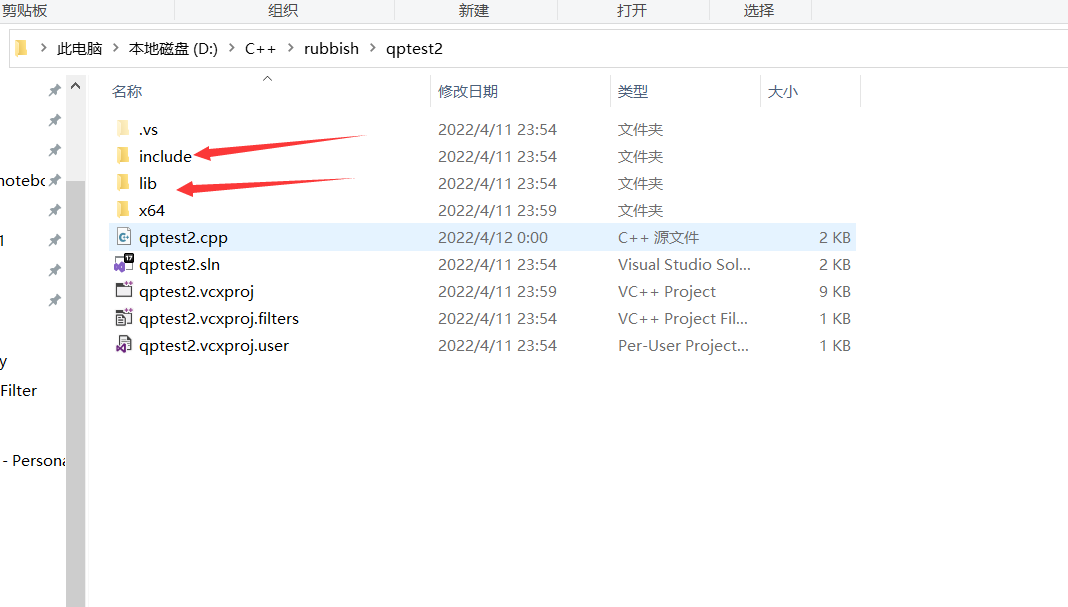 剪贴板 组织 新建 打开 选择
此电脑 本地磁盘 (D:) C++ rubbish qptest2
名称 修改日期 类型 大小
.vs 2022/4/11 23:54 文件夹
include 2022/4/11 23:54 文件夹
notebo lib 2022/4/11 23:54 文件夹
x64 2022/4/11 23:59 文件夹
1 qptest2.cpp 2022/4/12 0:00 C++ 源文件 2 KB
17
qptest2.sln 2022/4/11 23:54 Visual Studio Sol... 2 KB
qptest2.vcxproj 2022/4/11 23:59 VC++ Project 9 KB
qptest2.vcxproj.filters 2022/4/11 23:54 VC++ Project Fil... 1 KB
qptest2.vcxproj.user 2022/4/11 23:54 Per-User Project... 1 KB
y
Filter
- Persona